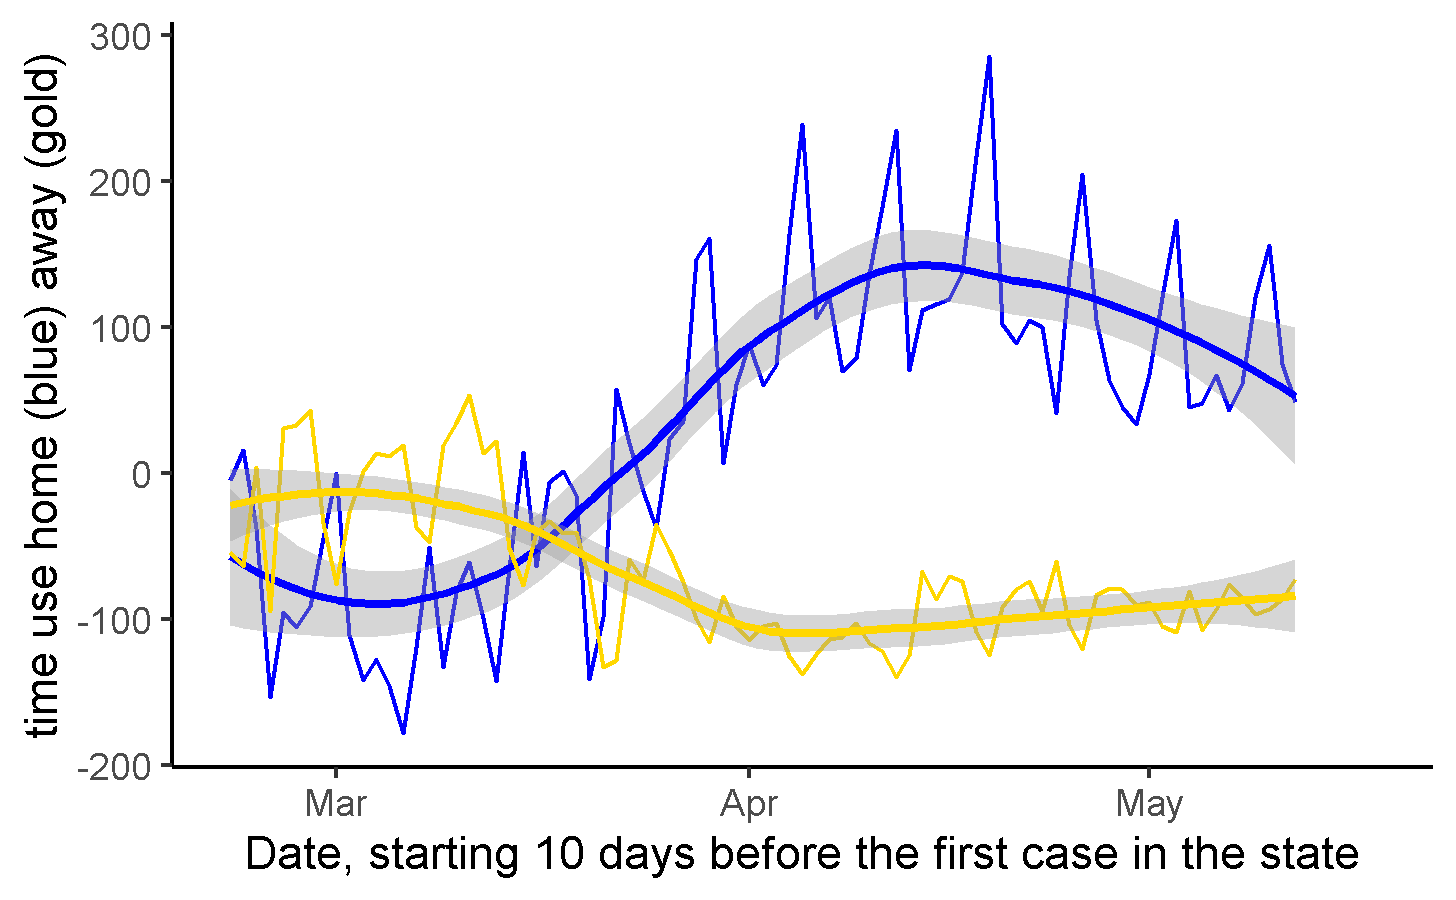 time use home (blue) away (gold)
300
200
100
0
-100
-200
Mar Apr May
Date, starting 10 days before the first case in the state